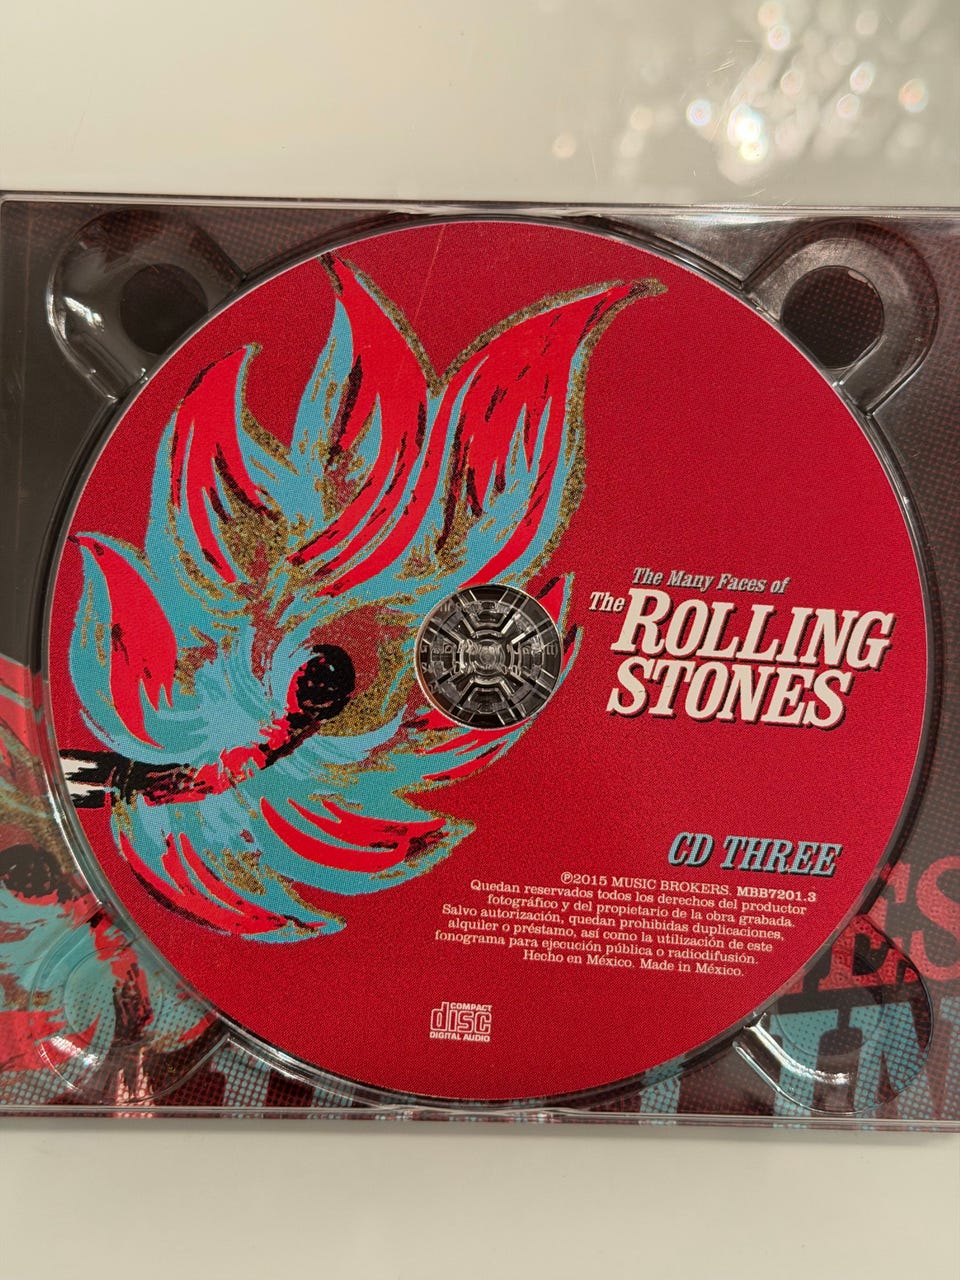 The Many Faces of
The ROLLING
STONES
CD THREE
℗2015 MUSIC BROKERS. MBB7201.3
Quedan reservados todos los derechos del productor
fotográfico y del propietario de la obra grabada.
Salvo autorización, quedan prohibidas duplicaciones,
alquiler o préstamo, así como la utilización de este
fonograma para ejecución pública o radiodifusión.
Hecho en México. Made in México.
COMPACT
disc
DIGITAL AUDIO
ES